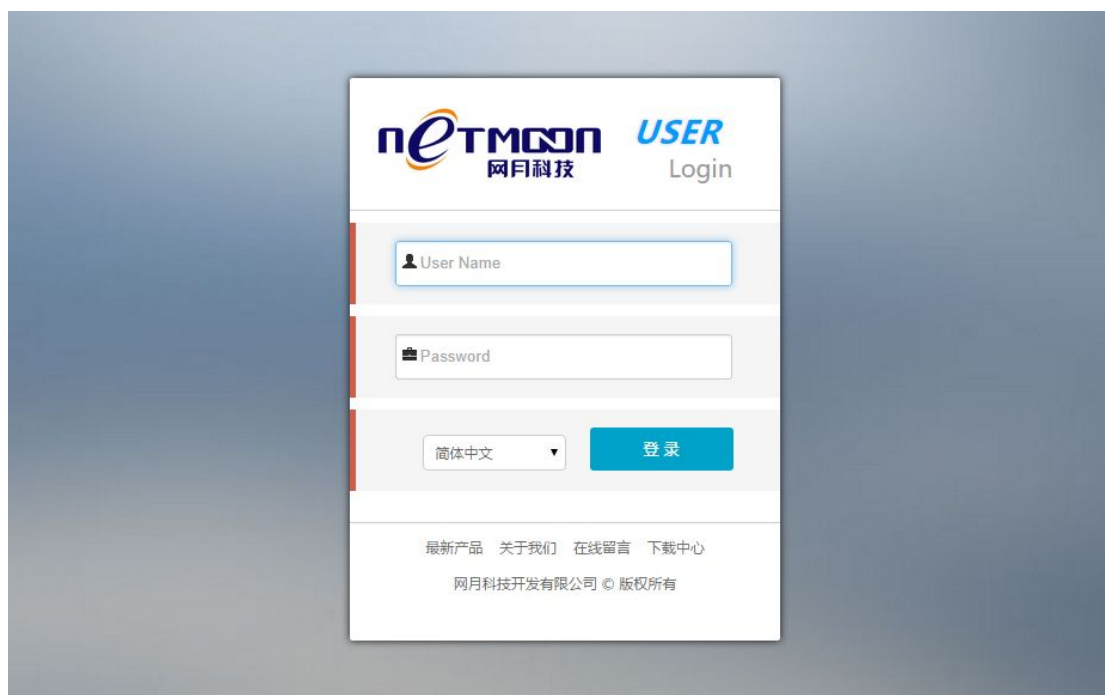 netmoon USER
网月科技 Login
User Name
Password
简体中文 登 录
最新产品 关于我们 在线留言 下载中心
网月科技开发有限公司 © 版权所有